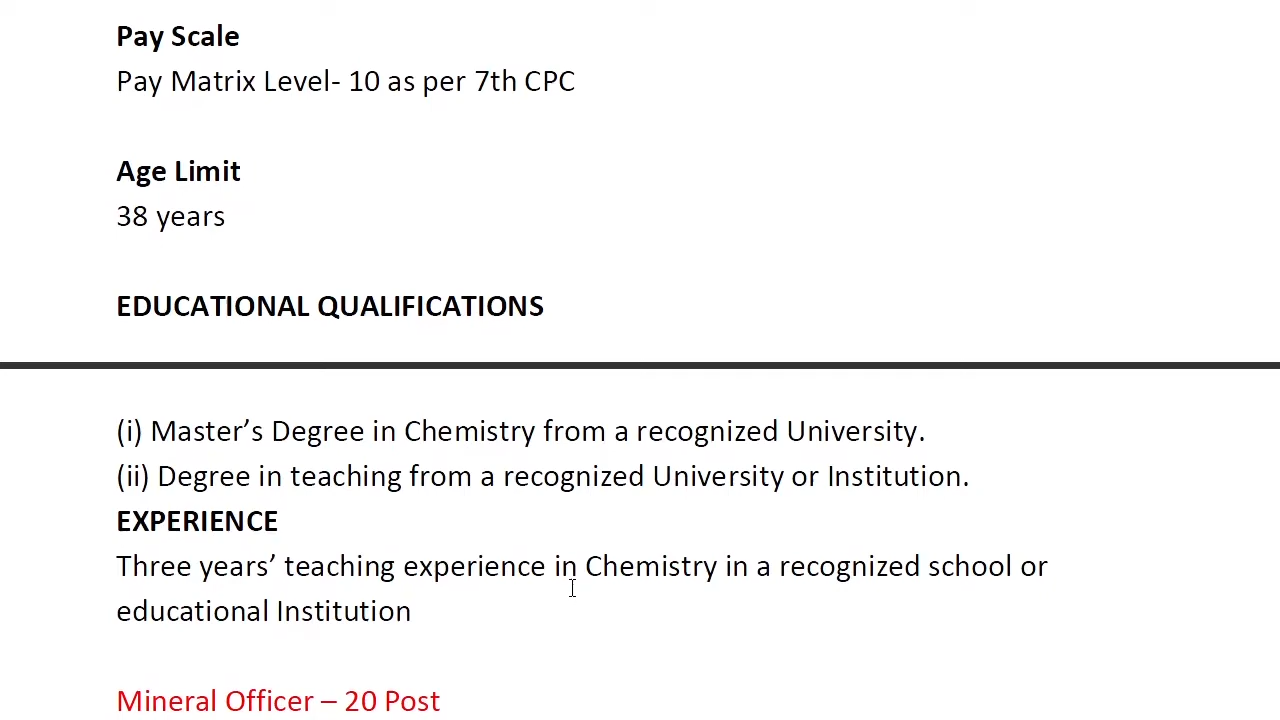 Pay Scale
Pay Matrix Level- 10 as per 7th CPC
Age Limit
38 years
EDUCATIONAL QUALIFICATIONS
(i) Master’s Degree in Chemistry from a recognized University.
(ii) Degree in teaching from a recognized University or Institution.
EXPERIENCE
Three years’ teaching experience in Chemistry in a recognized school or
educational Institution
Mineral Officer – 20 Post